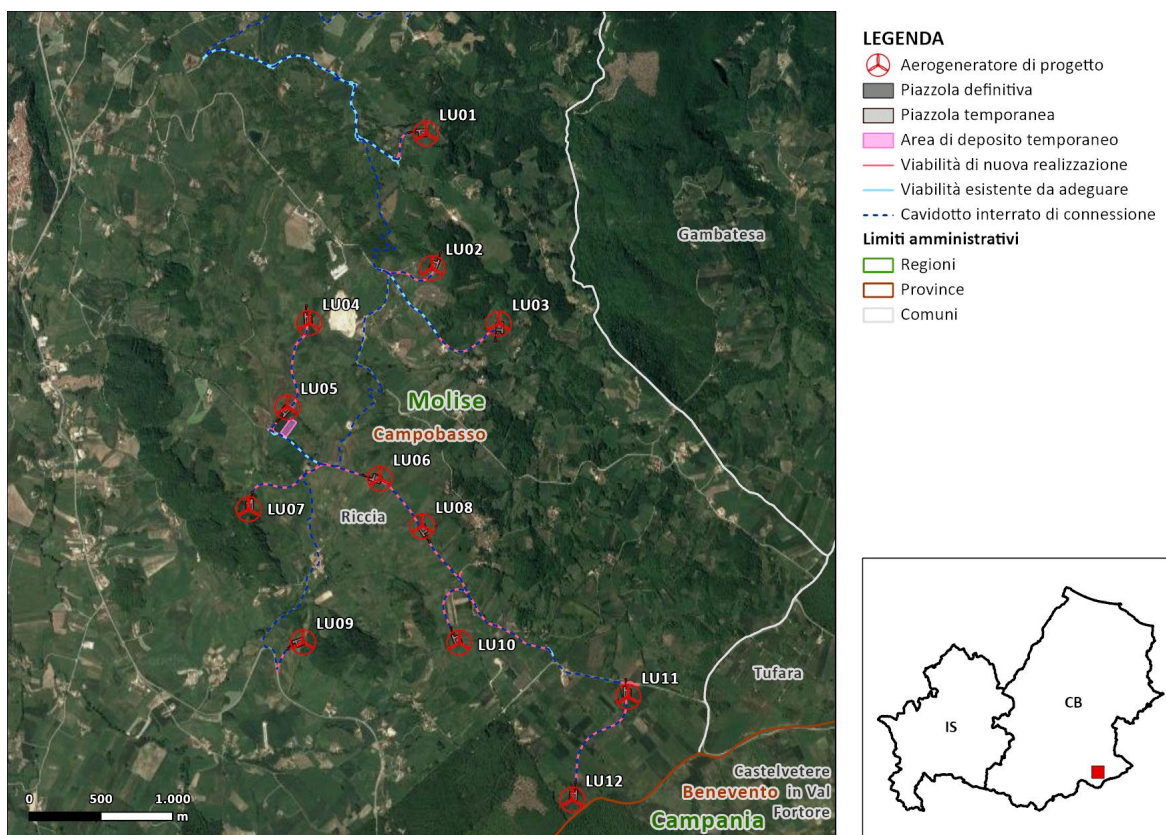 LU01
Gambatesa
LU02
LU04
LU03
LU05
Molise
Campobasso
LU06
LU07
Riccia
LU08
LU09
LU10
LU11
Tufara
LU12
Castelvetere
Benevento in Val
Fortore
Campania
0 500 1.000
m
LEGENDA
Aerogeneratore di progetto
Piazzola definitiva
Piazzola temporanea
Area di deposito temporaneo
Viabilità di nuova realizzazione
Viabilità esistente da adeguare
Cavidotto interrato di connessione
Limiti amministrativi
Regioni
Province
Comuni
CB
IS